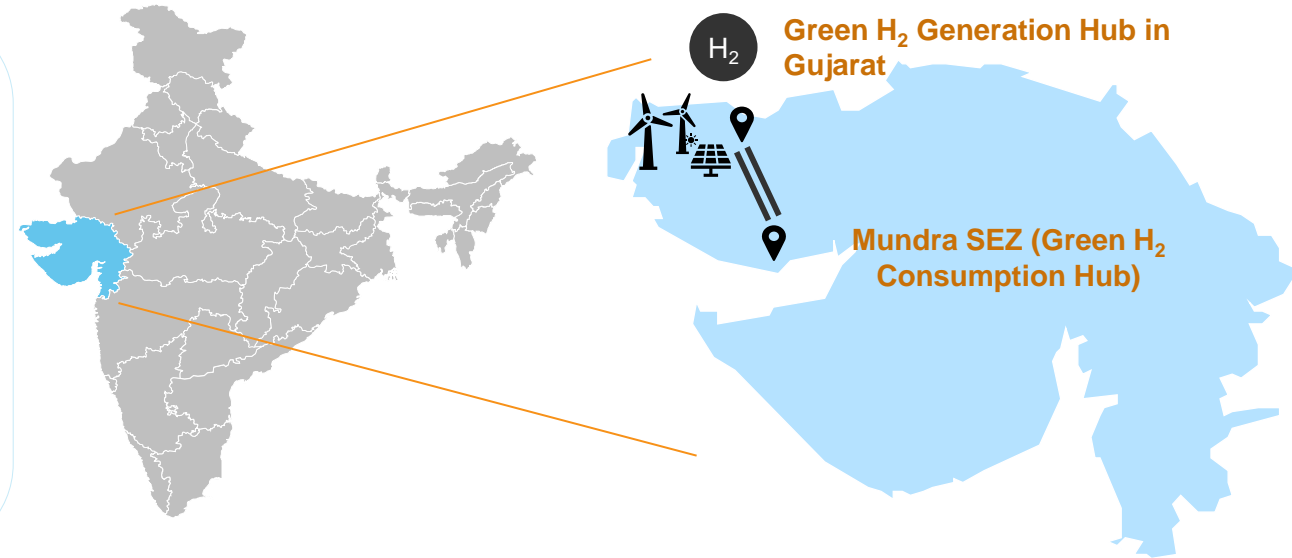 H₂
Green H₂ Generation Hub in
Gujarat
Mundra SEZ (Green H₂
Consumption Hub)